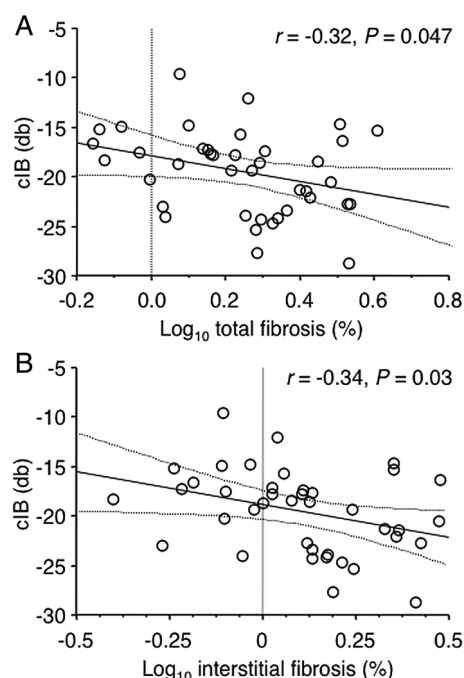 A
r = -0.32, P = 0.047
-5
-10
-15
-20
-25
-30
cIB (db)
-0.2 0.0 0.2 0.4 0.6 0.8
Log10 total fibrosis (%)
B
r = -0.34, P = 0.03
-5
-10
-15
-20
-25
-30
cIB (db)
-0.5 -0.25 0 0.25 0.5
Log10 interstitial fibrosis (%)